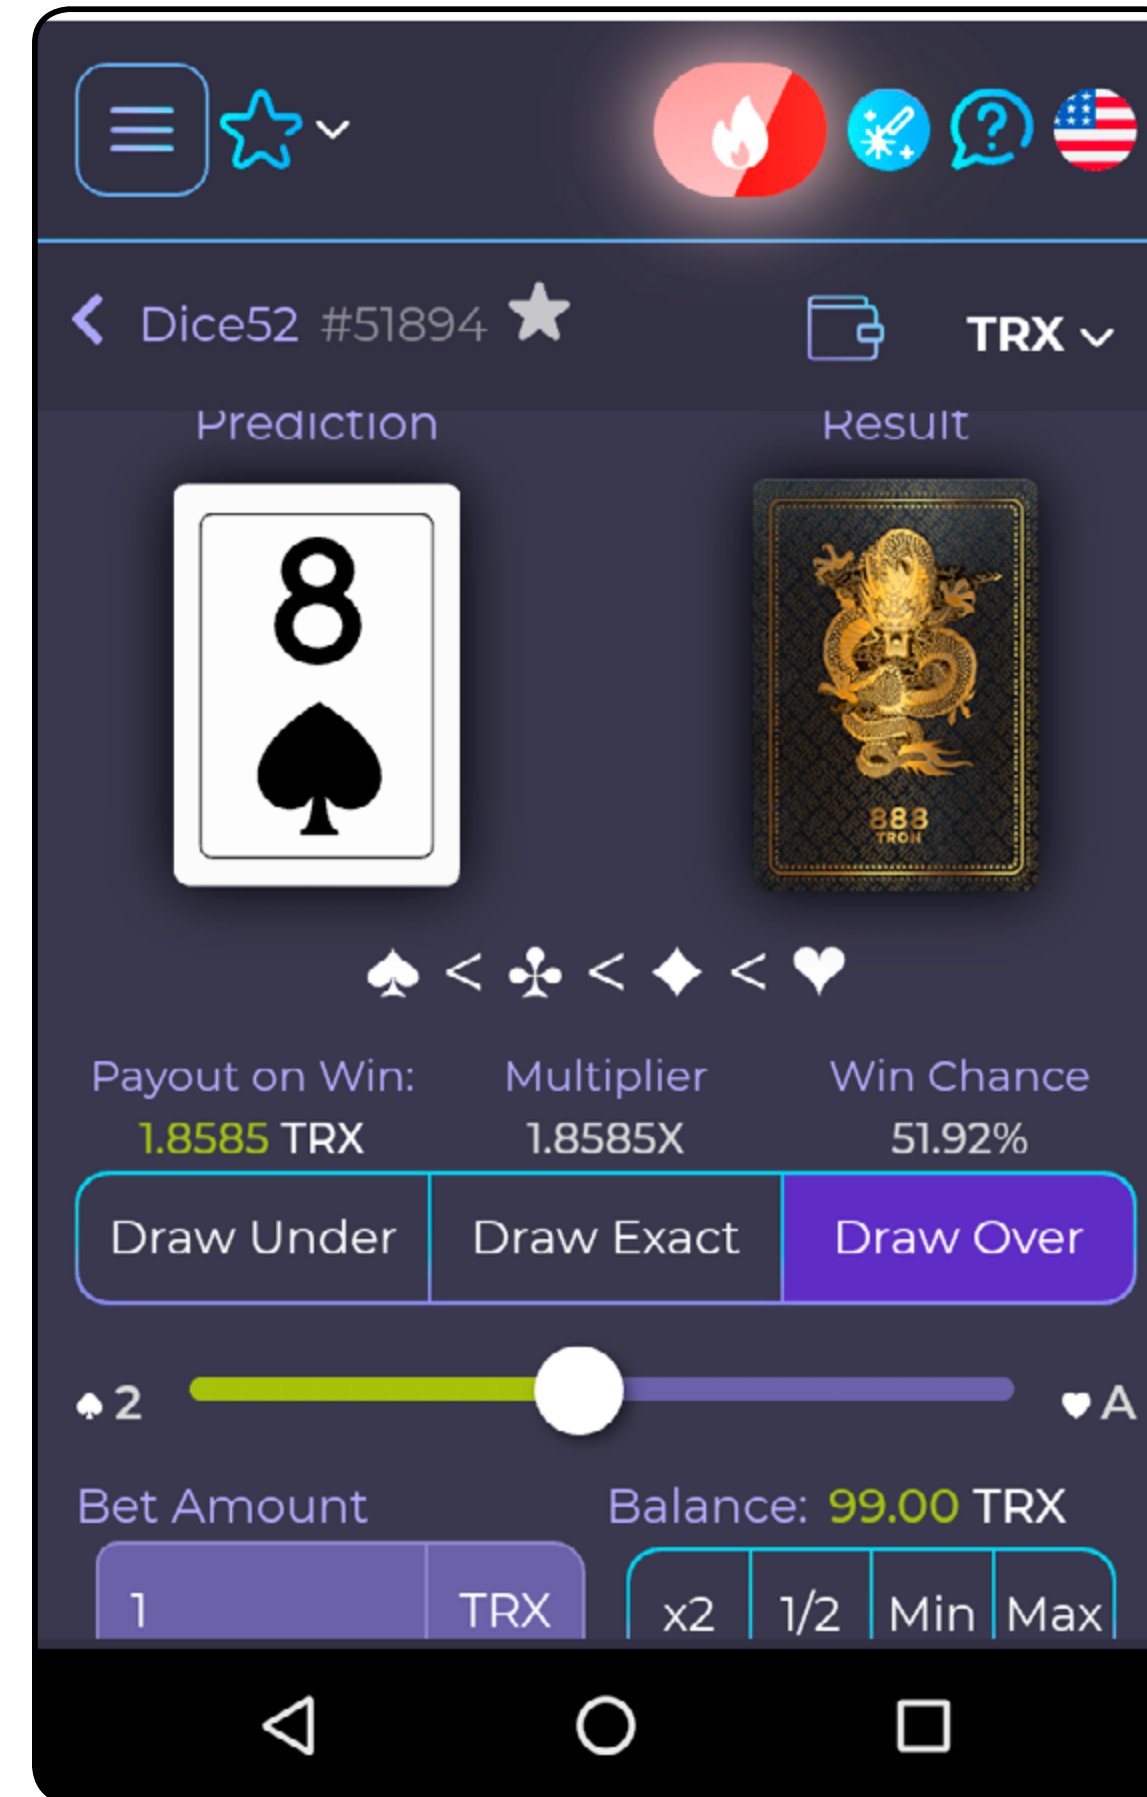 Dice52 #51894 TRX
Prediction Result
8
888
TRON
< < <
Payout on Win: Multiplier Win Chance
1.8585 TRX 1.8585X 51.92%
Draw Under Draw Exact Draw Over
♠ 2 ♥ A
Bet Amount Balance: 99.00 TRX
1 TRX x2 1/2 Min Max